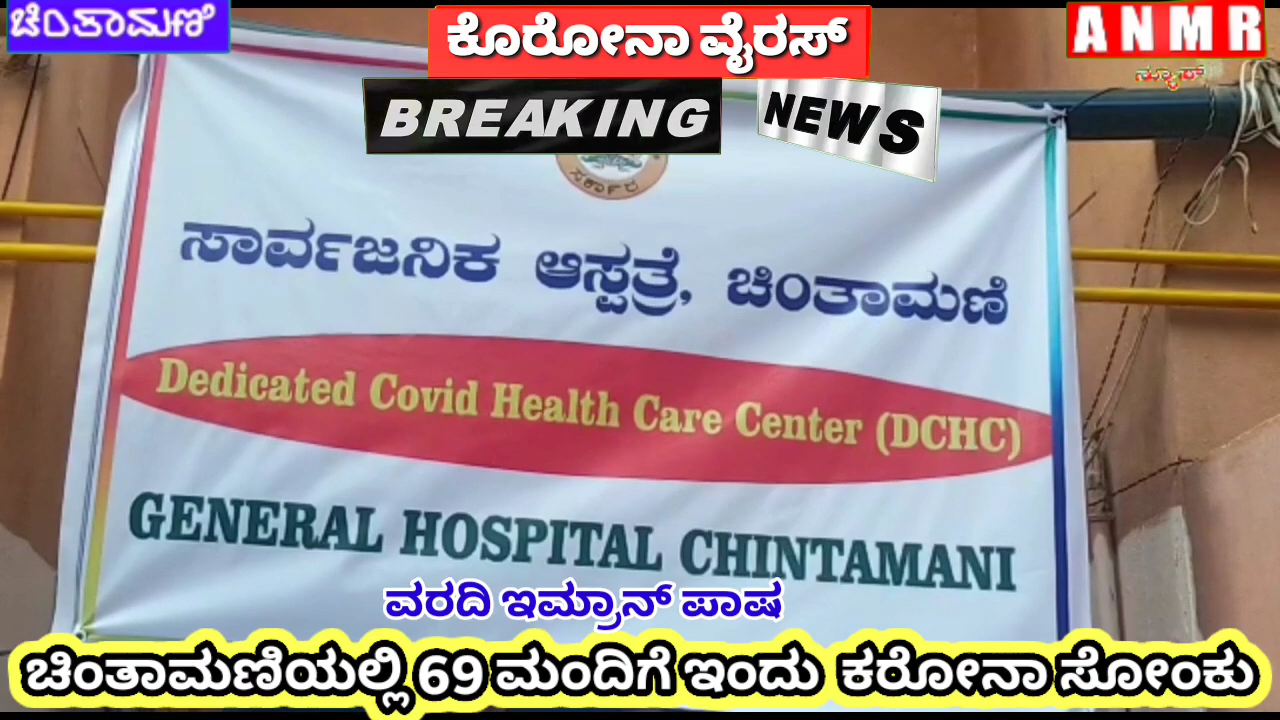 ಚಿಂತಾಮಣಿ
ಕೊರೋನಾ ವೈರಸ್
ANMR
ನ್ಯೂಸ್
BREAKING NEWS
ಸರ್ಕಾರ
ಸಾರ್ವಜನಿಕ ಆಸ್ಪತ್ರೆ, ಚಿಂತಾಮಣಿ
Dedicated Covid Health Care Center (DCHC)
GENERAL HOSPITAL CHINTAMANI
ವರದಿ ಇಮ್ರಾನ್ ಪಾಷ
ಚಿಂತಾಮಣಿಯಲ್ಲಿ 69 ಮಂದಿಗೆ ಇಂದು ಕರೋನಾ ಸೋಂಕು